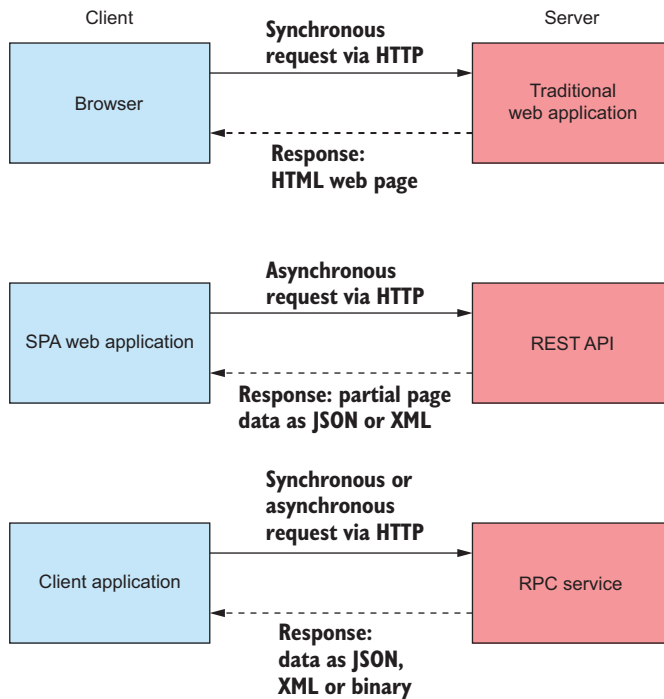 Client
Server
Synchronous
request via HTTP
Browser
Traditional
web application
Response:
HTML web page
Asynchronous
request via HTTP
SPA web application
REST API
Response: partial page
data as JSON or XML
Synchronous or
asynchronous
request via HTTP
Client application
RPC service
Response:
data as JSON,
XML or binary